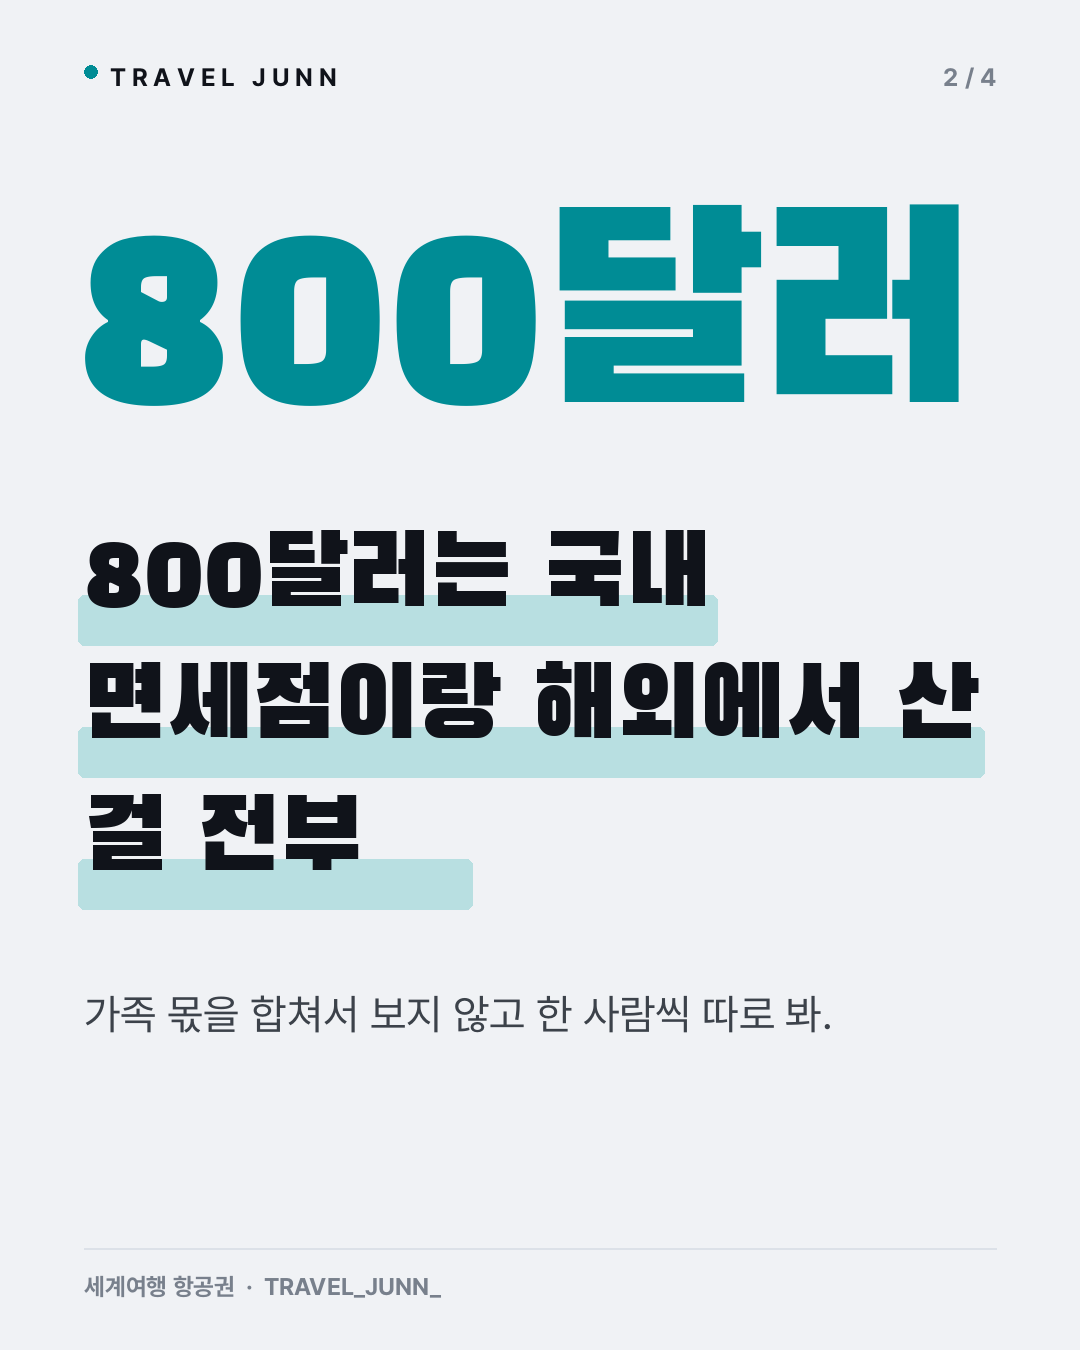 TRAVEL JUNN
2 / 4
800달러
800달러는 국내
면세점이랑 해외에서 산
걸 전부
가족 몫을 합쳐서 보지 않고 한 사람씩 따로 봐.
세계여행 항공권 · TRAVEL_JUNN_